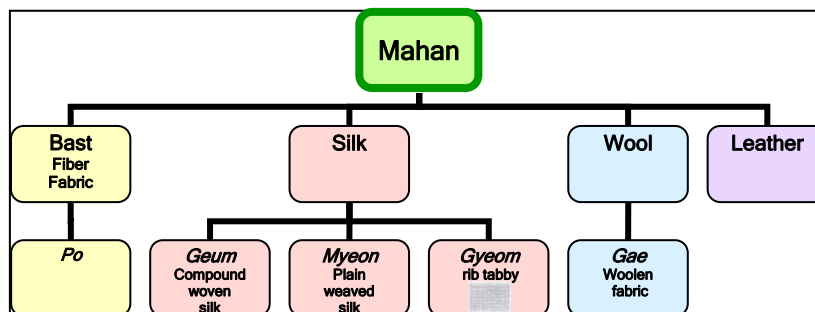 Mahan
Bast
Fiber
Fabric
Silk
Wool
Leather
Po
Geum
Compound
woven
silk
Myeon
Plain
weaved
silk
Gyeom
rib tabby
Gae
Woolen
fabric